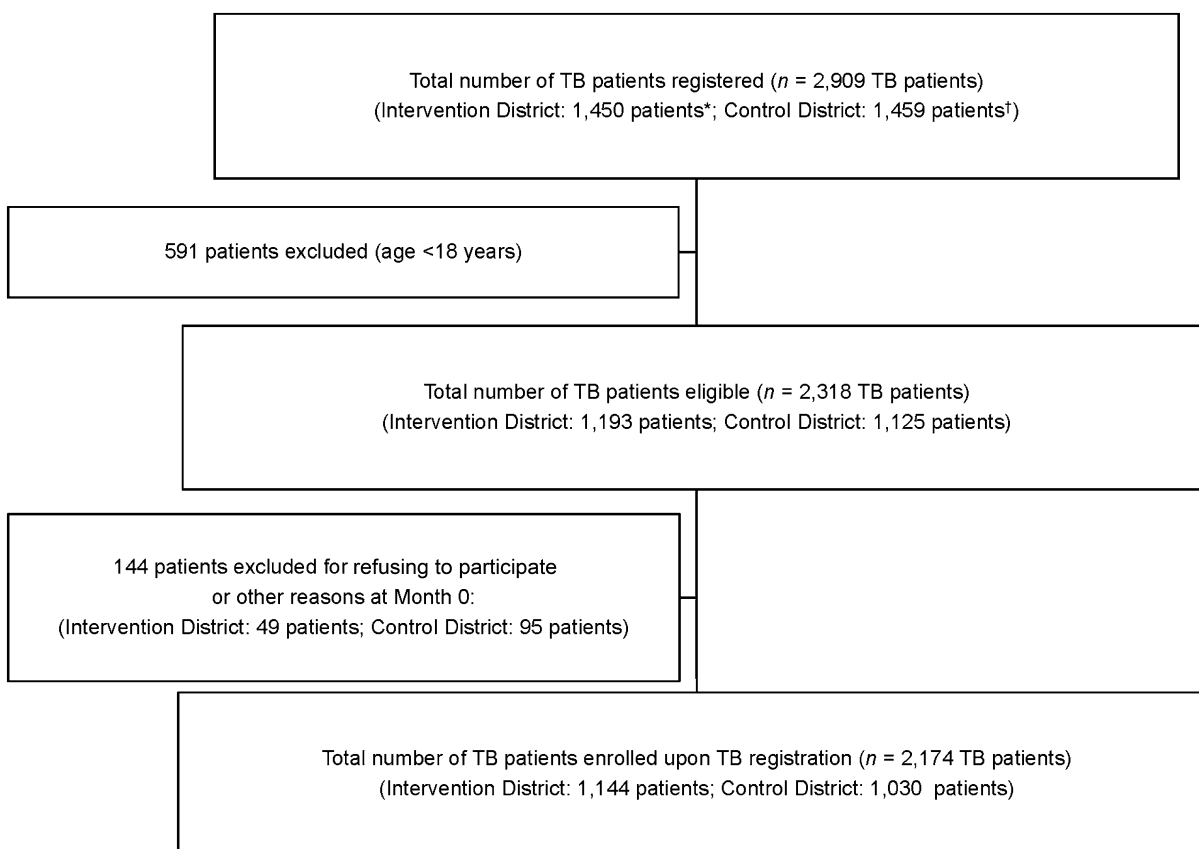 Total number of TB patients registered (n = 2,909 TB patients)
(Intervention District: 1,450 patients*; Control District: 1,459 patients†)
591 patients excluded (age <18 years)
Total number of TB patients eligible (n = 2,318 TB patients)
(Intervention District: 1,193 patients; Control District: 1,125 patients)
144 patients excluded for refusing to participate
or other reasons at Month 0:
(Intervention District: 49 patients; Control District: 95 patients)
Total number of TB patients enrolled upon TB registration (n = 2,174 TB patients)
(Intervention District: 1,144 patients; Control District: 1,030 patients)